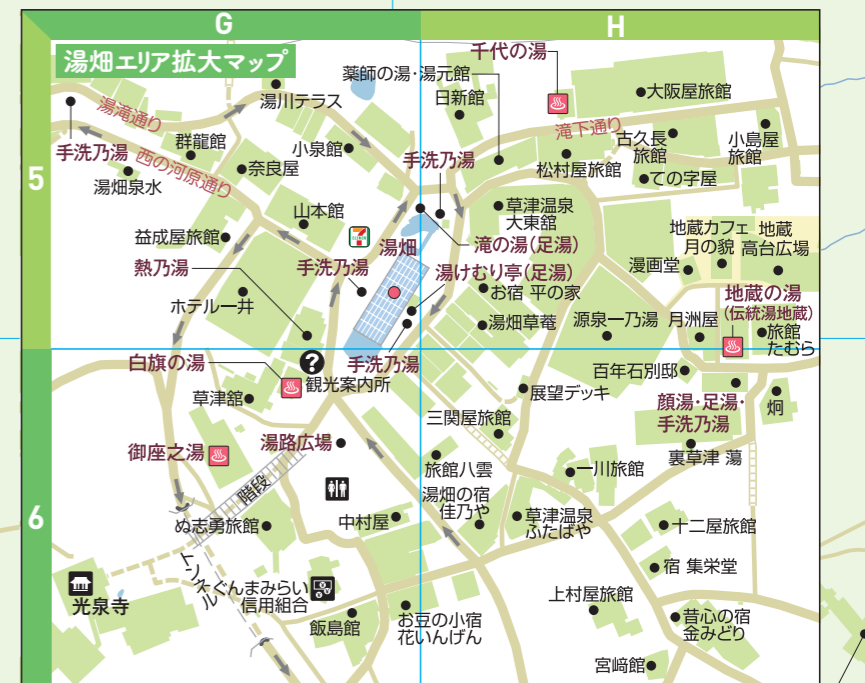 G
H
湯畑エリア拡大マップ
千代の湯
薬師の湯・湯元館
日新館
湯川テラス
大阪屋旅館
湯滝通り
滝下通り
群龍館
小泉館
古久長
旅館
小島屋
旅館
手洗乃湯
西の河原通り
手洗乃湯
松村屋旅館
5
湯畑泉水
奈良屋
ての字屋
山本館
草津温泉
大東舘
地蔵カフェ
月の貌
地蔵
高台広場
益成屋旅館
湯畑
滝の湯(足湯)
熱乃湯
手洗乃湯
湯けむり亭(足湯)
漫画堂
お宿 平の家
地蔵の湯
(伝統湯地蔵)
ホテル一井
湯畑草菴
源泉一乃湯
月洲屋
旅館
たむら
白旗の湯
?
手洗乃湯
観光案内所
百年石別邸
草津舘
展望デッキ
顔湯・足湯・
手洗乃湯
炯
三関屋旅館
御座之湯
湯路広場
裏草津 蕩
旅館八雲
一川旅館
階段
湯畑の宿
佳乃や
6
ぬ志勇旅館
中村屋
草津温泉
ふたばや
十二屋旅館
トンネル
宿 集栄堂
光泉寺
ぐんまみらい
信用組合
上村屋旅館
飯島館
お豆の小宿
花いんげん
昔心の宿
金みどり
宮﨑館